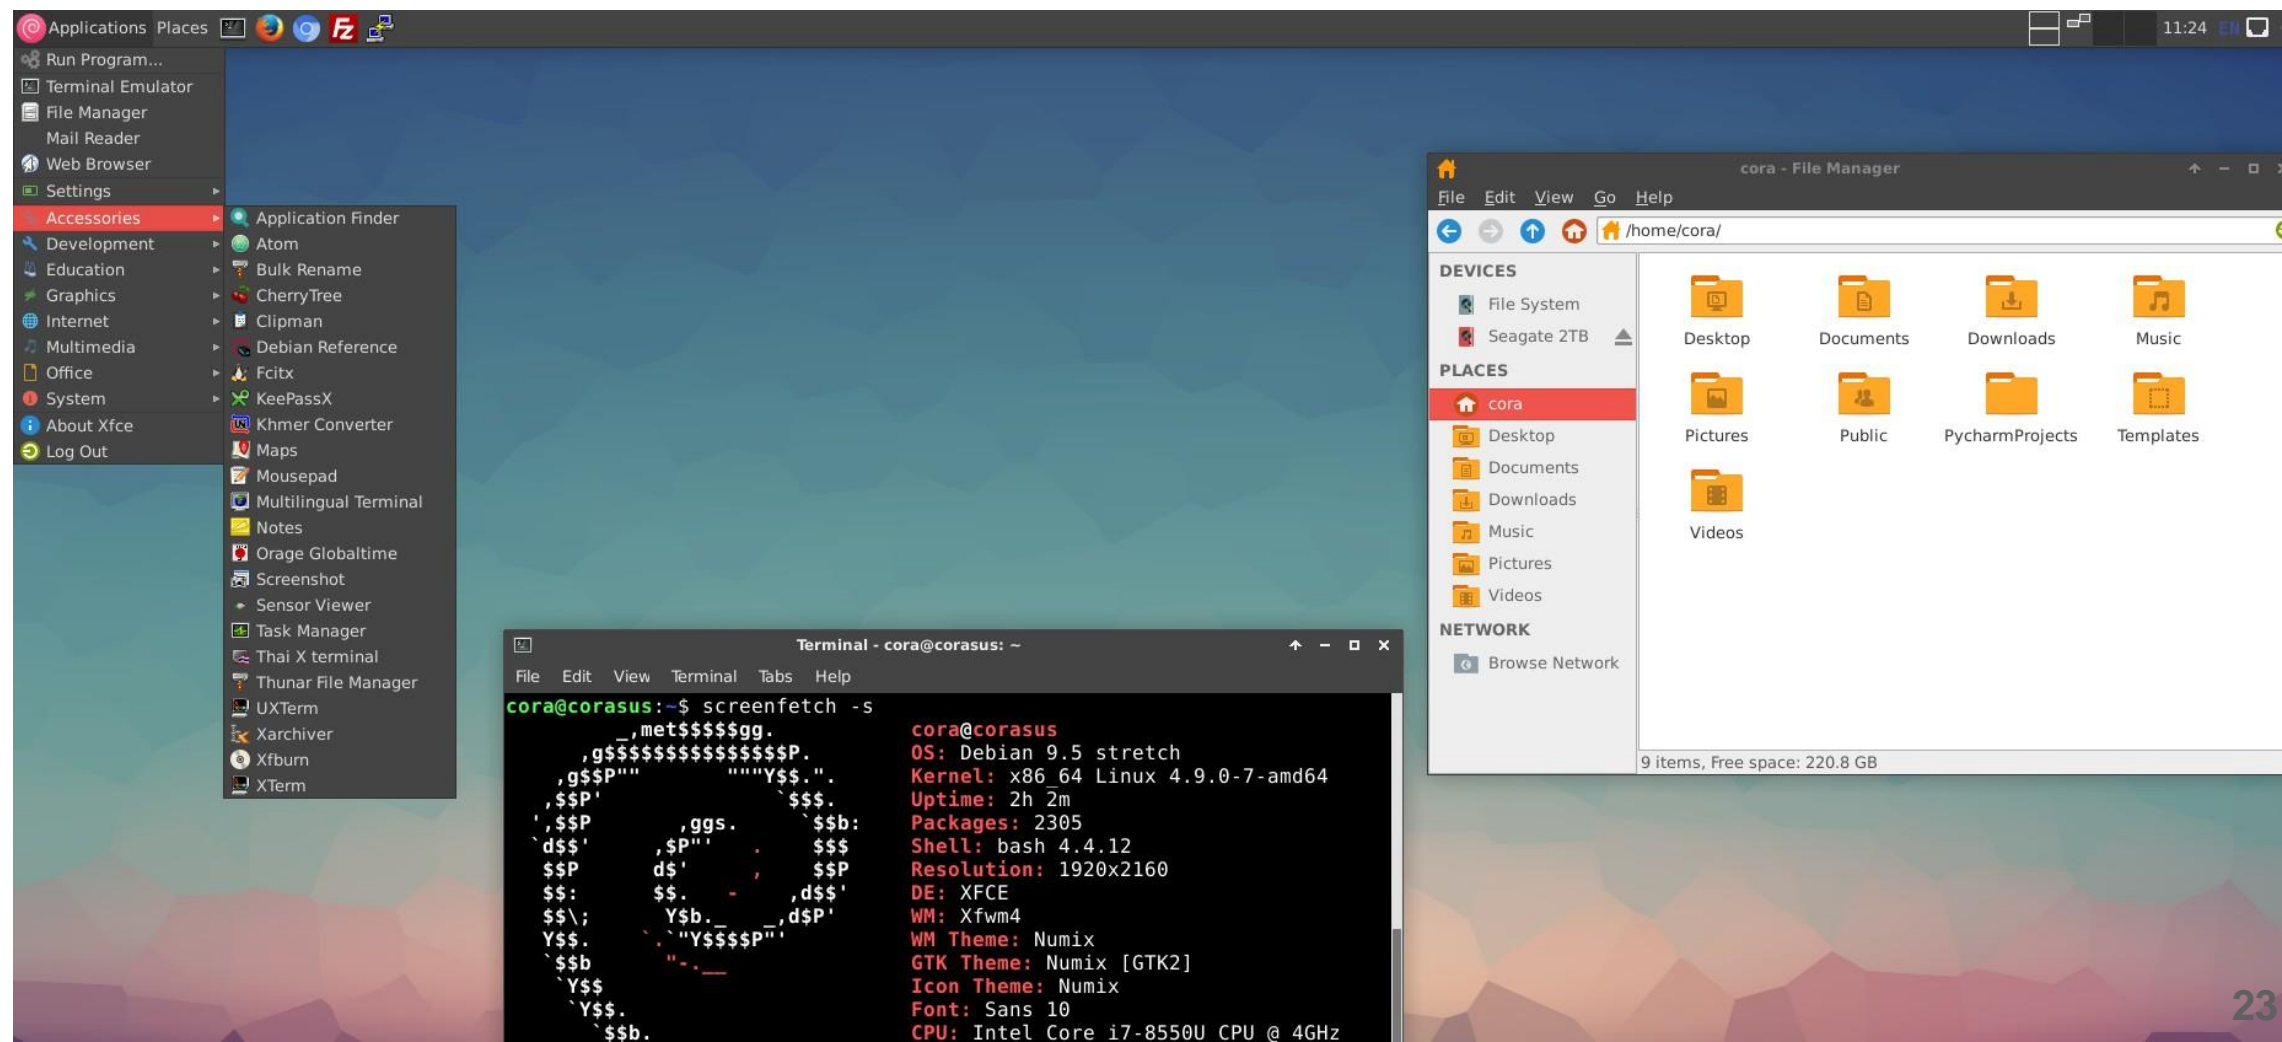 Applications Places 11:24 EN
Run Program...
Terminal Emulator
File Manager
Mail Reader
Web Browser
Settings
Accessories
Development
Education
Graphics
Internet
Multimedia
Office
System
About Xfce
Log Out
Application Finder
Atom
Bulk Rename
CherryTree
Clipman
Debian Reference
Fcitx
KeePassX
Khmer Converter
Maps
Mousepad
Multilingual Terminal
Notes
Orage Globaltime
Screenshot
Sensor Viewer
Task Manager
Thai X terminal
Thunar File Manager
UXTerm
Xarchiver
Xfburn
XTerm
cora - File Manager
File Edit View Go Help
/home/cora/
DEVICES
File System
Seagate 2TB
PLACES
cora
Desktop
Documents
Downloads
Music
Pictures
Videos
NETWORK
Browse Network
Desktop Documents Downloads Music
Pictures Public PycharmProjects Templates
Videos
9 items, Free space: 220.8 GB
Terminal - cora@corasus: ~
File Edit View Terminal Tabs Help
cora@corasus:~$ screenfetch -s
_,met$$$$$gg. cora@corasus
,g$$$$$$$$$$$$$$$P. OS: Debian 9.5 stretch
,g$$P"" """Y$$.". Kernel: x86_64 Linux 4.9.0-7-amd64
,$$P' `$$$. Uptime: 2h 2m
',$$P ,ggs. `$$b: Packages: 2305
`d$$' ,$P"' . $$$ Shell: bash 4.4.12
$$P d$' , $$P Resolution: 1920x2160
$$: $$. - ,d$$' DE: XFCE
$$\; Y$b._ _,d$P' WM: Xfwm4
Y$$. `.`"Y$$$$P"' WM Theme: Numix
`$$b "-.__ GTK Theme: Numix [GTK2]
`Y$$ Icon Theme: Numix
`Y$$. Font: Sans 10
`$$b. CPU: Intel Core i7-8550U CPU @ 4GHz
23